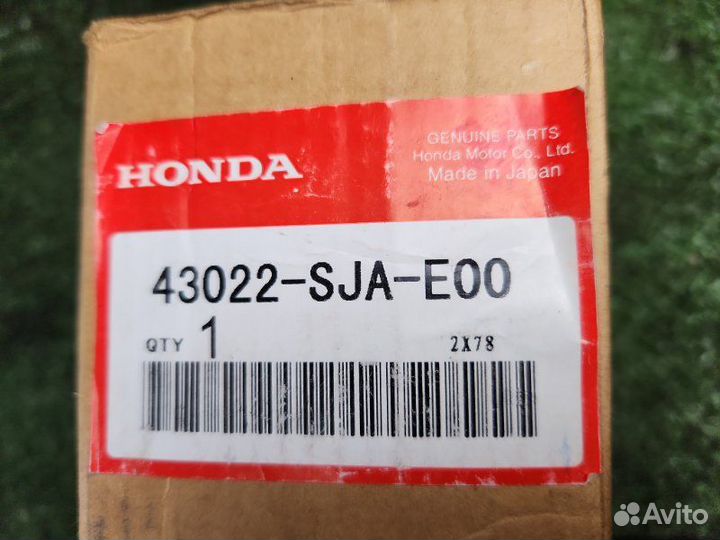 HONDA
GENUINE PARTS
Honda Motor Co., Ltd.
Made in Japan
43022-SJA-E00
QTY 1
2X78
Avito